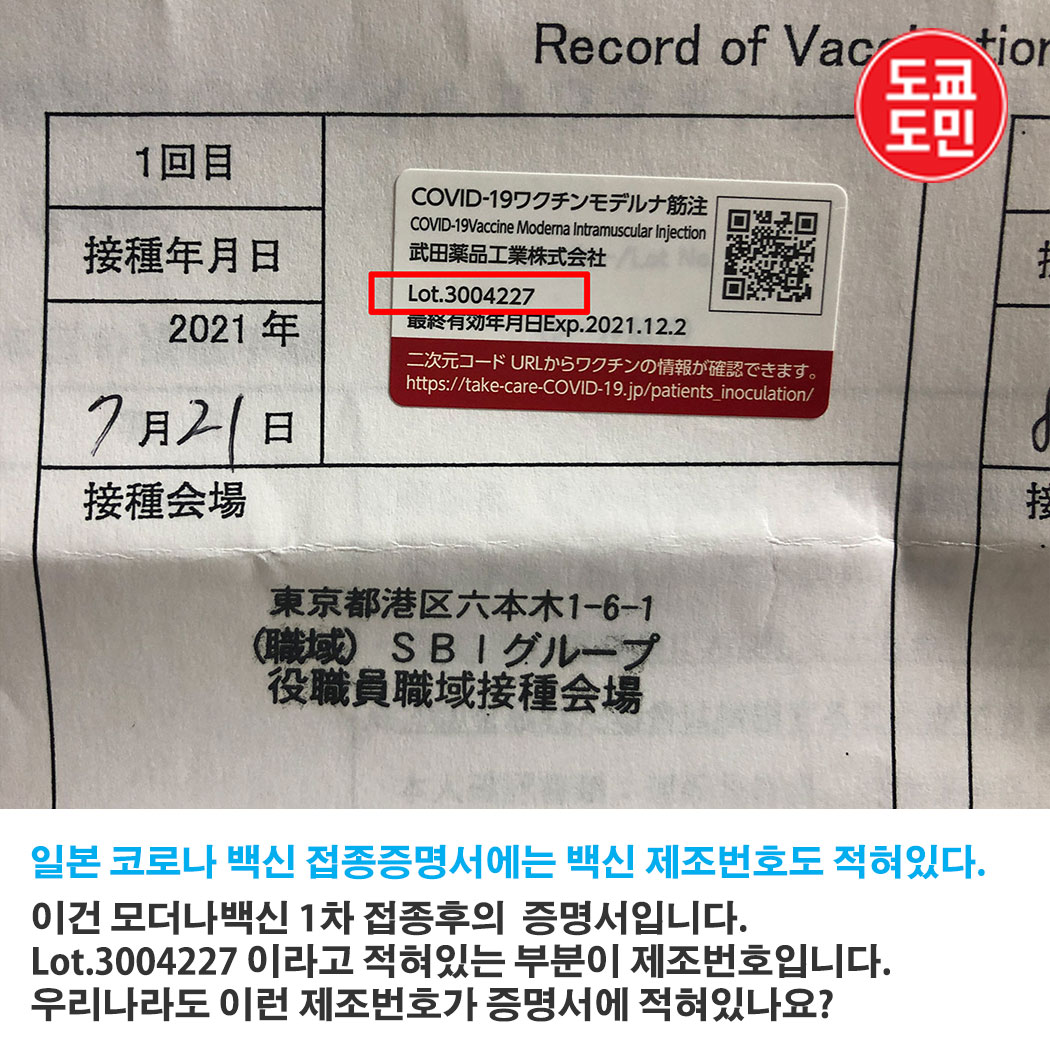 Record of Vac
도쿄
도민
1回目
接種年月日
2021 年
7月21日
COVID-19ワクチンモデルナ筋注
COVID-19Vaccine Moderna Intramuscular Injection
武田薬品工業株式会社
Lot.3004227
最終有効年月日Exp.2021.12.2
二次元コード URLからワクチンの情報が確認できます。
https://take-care-COVID-19.jp/patients_inoculation/
接種会場
東京都港区六本木1-6-1
(職域) SBIグループ
役職員職域接種会場
일본 코로나 백신 접종증명서에는 백신 제조번호도 적혀있다.
이건 모더나백신 1차 접종후의 증명서입니다.
Lot.3004227 이라고 적혀있는 부분이 제조번호입니다.
우리나라도 이런 제조번호가 증명서에 적혀있나요?